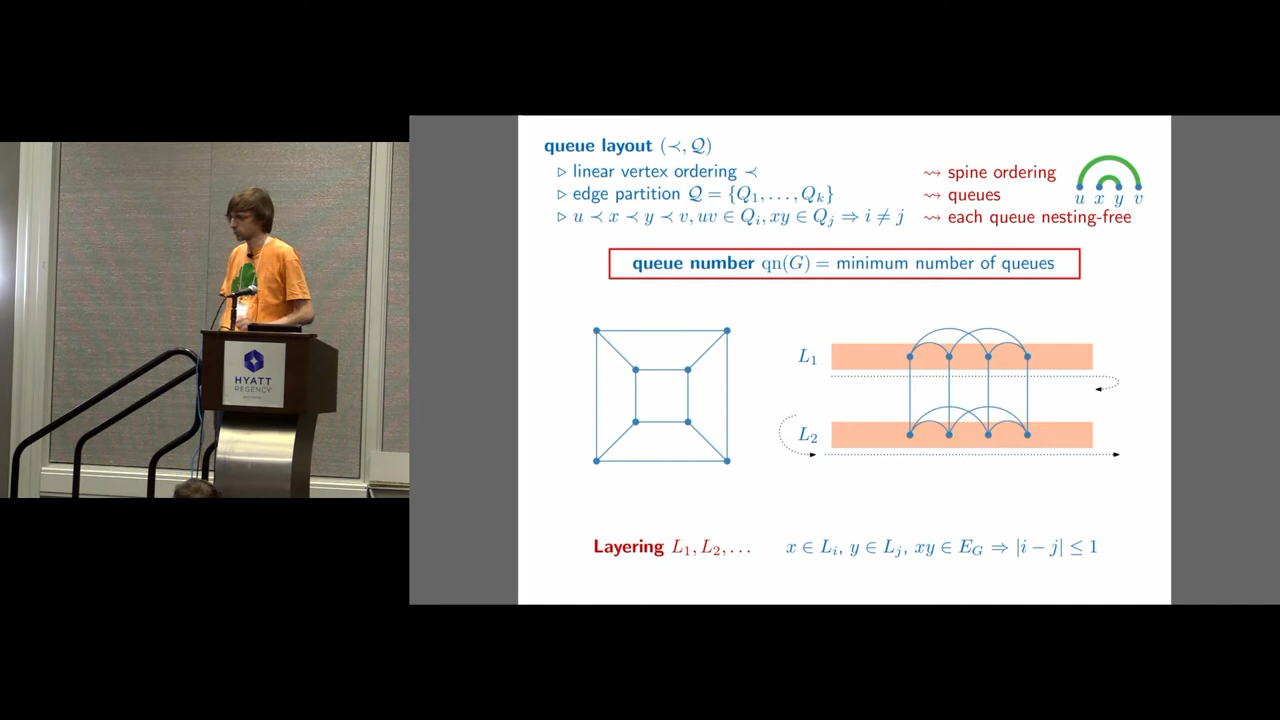 queue layout (≺, 𝒬)
▷ linear vertex ordering ≺ ⇝ spine ordering
▷ edge partition 𝒬 = {Q₁, . . . , Qₖ} ⇝ queues
u x y v
▷ u ≺ x ≺ y ≺ v, uv ∈ Qᵢ, xy ∈ Qⱼ ⇒ i ≠ j ⇝ each queue nesting-free
queue number qn(G) = minimum number of queues
L₁
L₂
HYATT
REGENCY
Layering L₁, L₂, . . . x ∈ Lᵢ, y ∈ Lⱼ, xy ∈ E_G ⇒ |i − j| ≤ 1